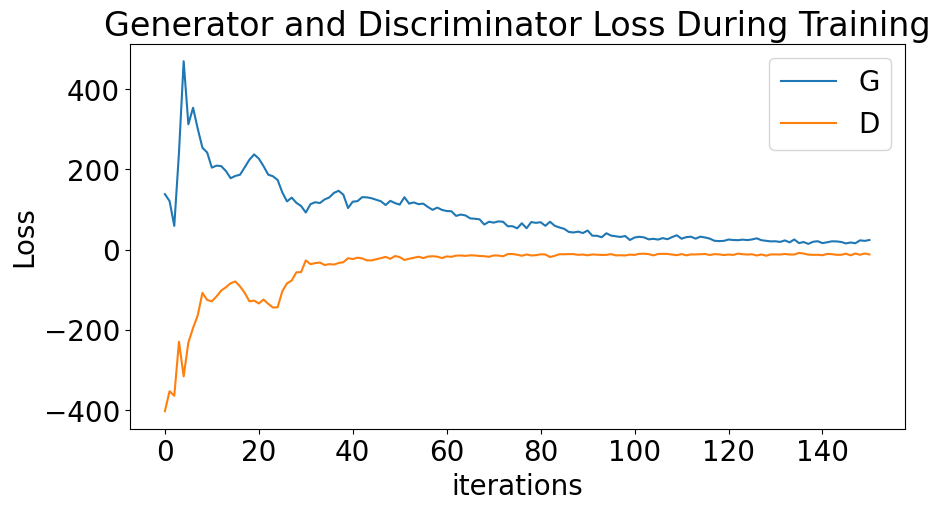 Generator and Discriminator Loss During Training
G
D
Loss
400
200
0
−200
−400
0 20 40 60 80 100 120 140
iterations